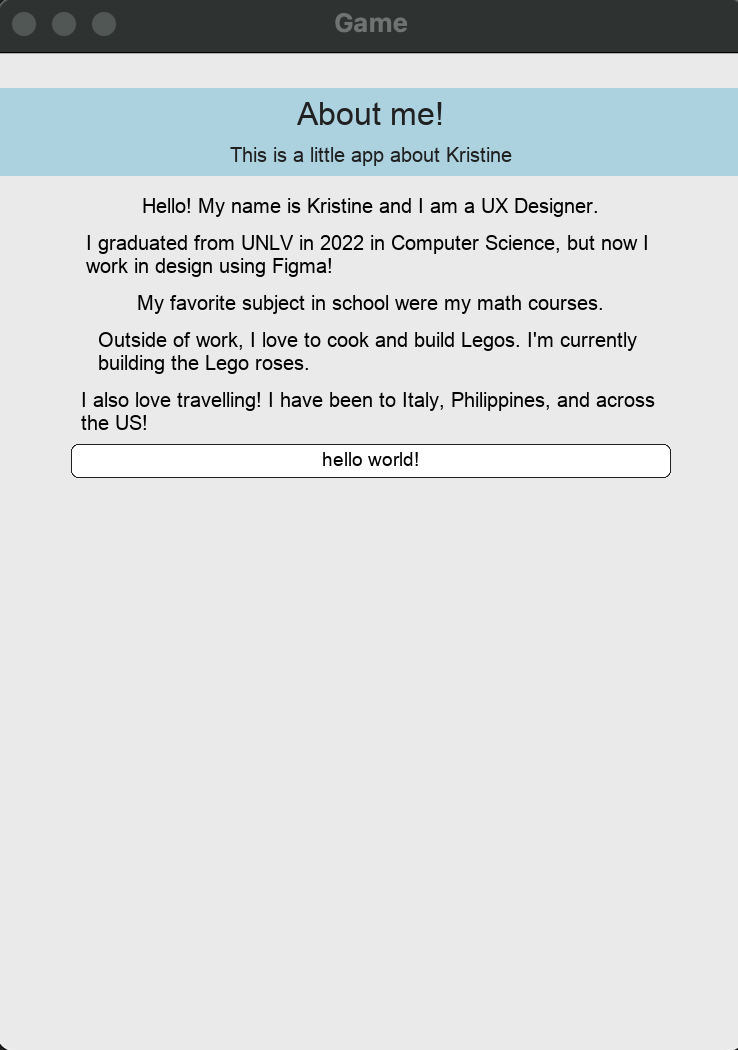 Game
About me!
This is a little app about Kristine
Hello! My name is Kristine and I am a UX Designer.
I graduated from UNLV in 2022 in Computer Science, but now I
work in design using Figma!
My favorite subject in school were my math courses.
Outside of work, I love to cook and build Legos. I'm currently
building the Lego roses.
I also love travelling! I have been to Italy, Philippines, and across
the US!
hello world!